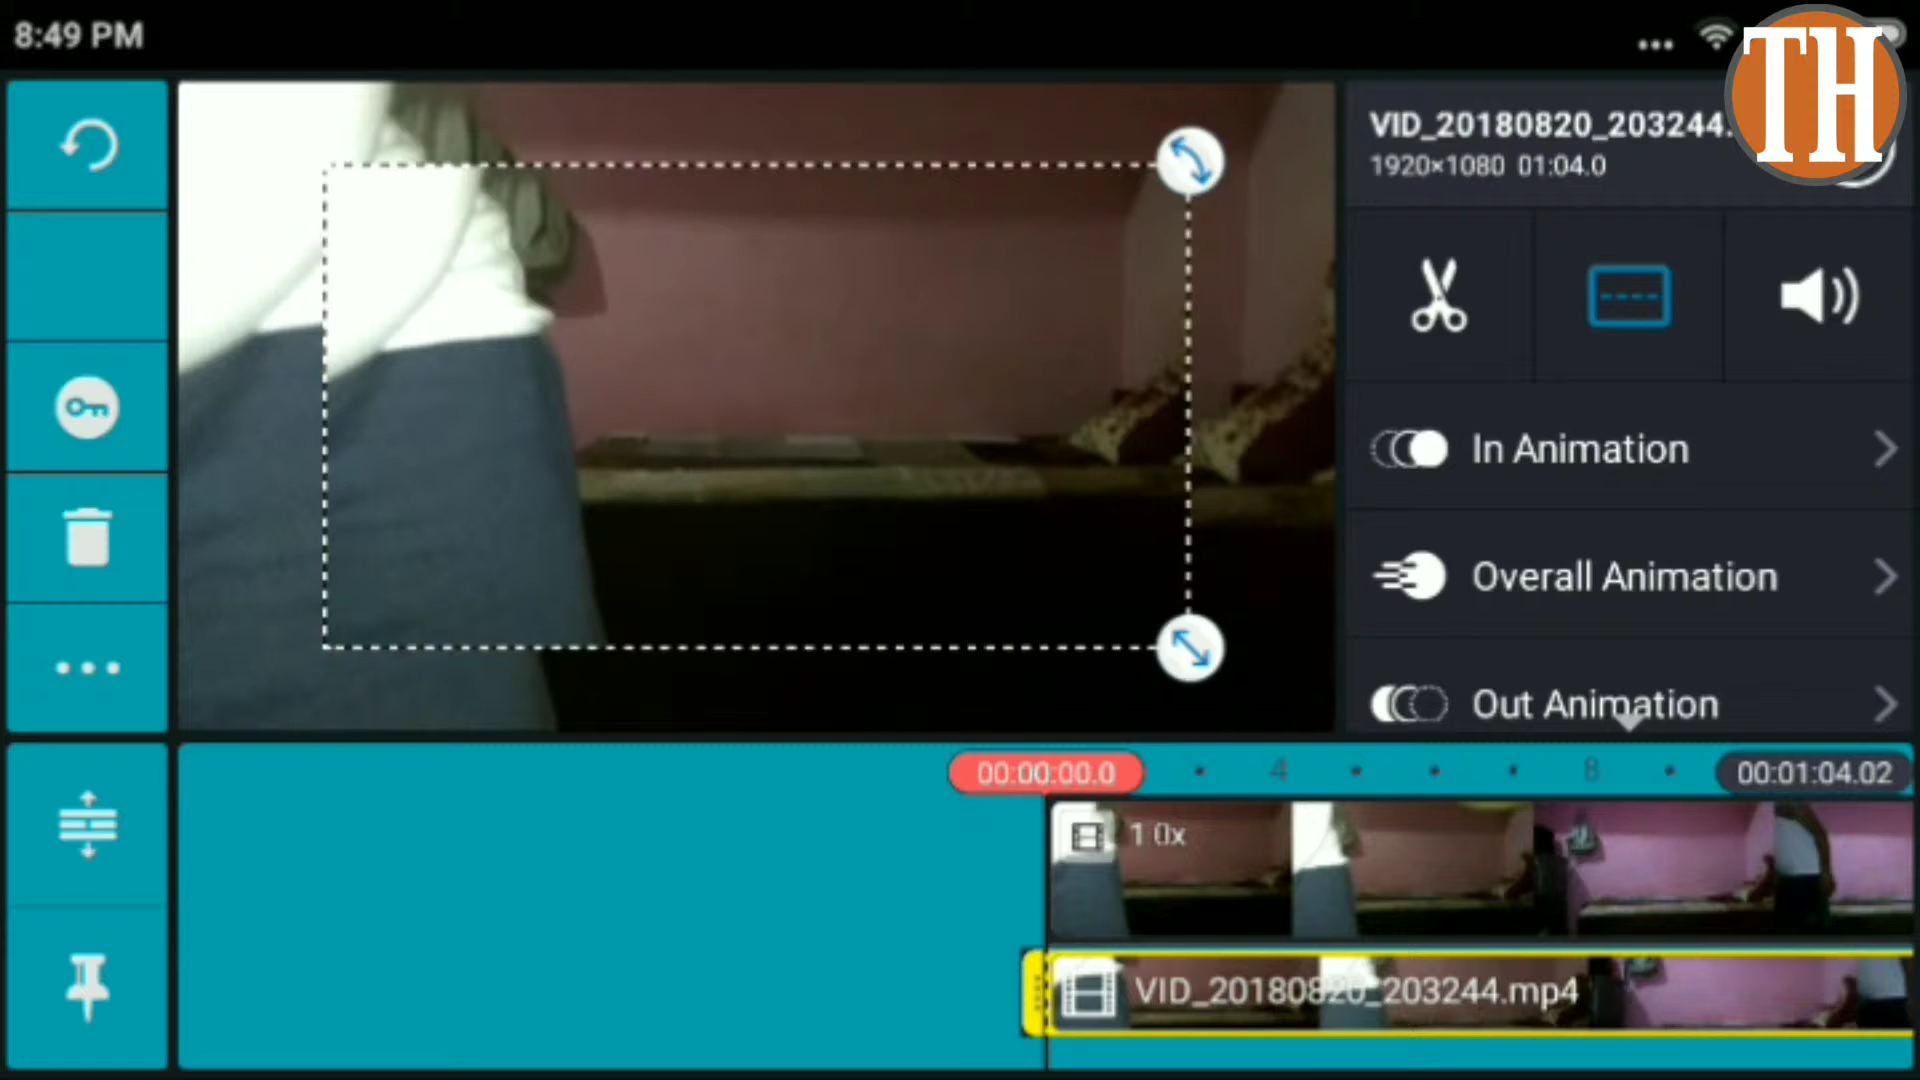 8:49 PM
TH
VID_20180820_203244.
1920×1080 01:04.0
In Animation
Overall Animation
Out Animation
00:00:00.0
4
8
00:01:04.02
1.0x
VID_20180820_203244.mp4